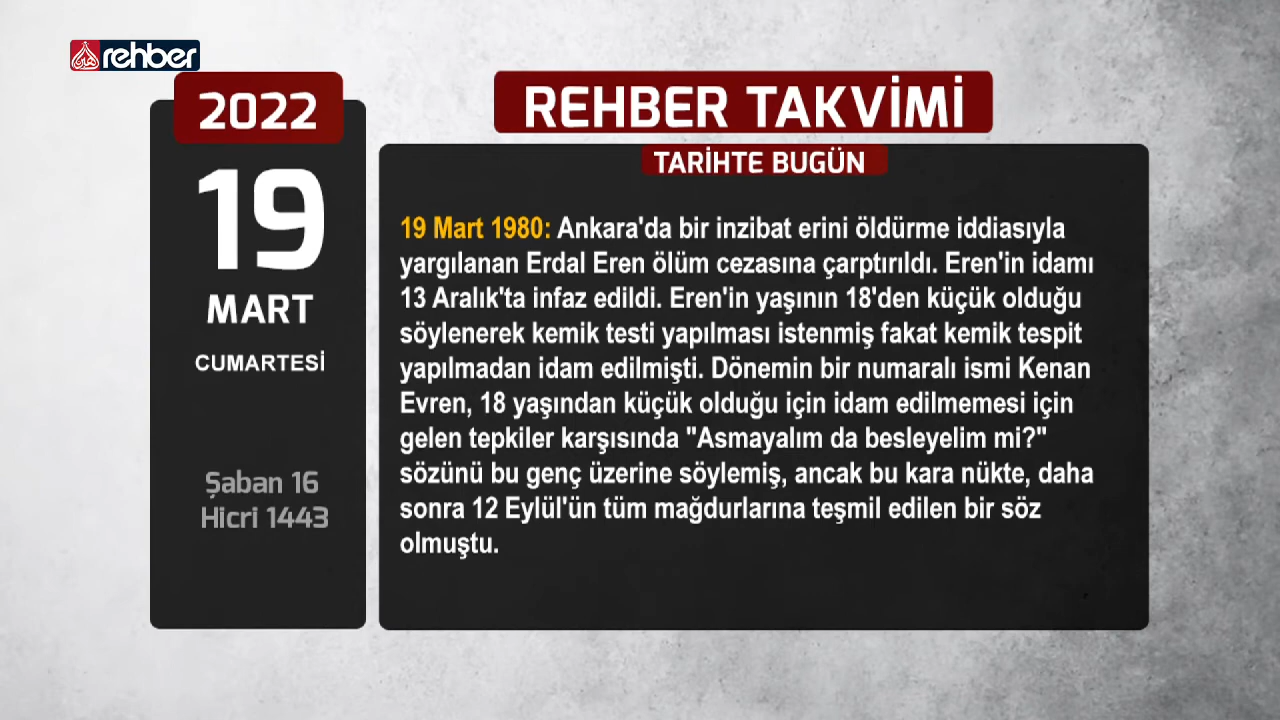 rehber
2022
19
MART
CUMARTESİ
Şaban 16
Hicri 1443
REHBER TAKVİMİ
TARİHTE BUGÜN
19 Mart 1980: Ankara'da bir inzibat erini öldürme iddiasıyla
yargılanan Erdal Eren ölüm cezasına çarptırıldı. Eren'in idamı
13 Aralık'ta infaz edildi. Eren'in yaşının 18'den küçük olduğu
söylenerek kemik testi yapılması istenmiş fakat kemik tespit
yapılmadan idam edilmişti. Dönemin bir numaralı ismi Kenan
Evren, 18 yaşından küçük olduğu için idam edilmemesi için
gelen tepkiler karşısında "Asmayalım da besleyelim mi?"
sözünü bu genç üzerine söylemiş, ancak bu kara nükte, daha
sonra 12 Eylül'ün tüm mağdurlarına teşmil edilen bir söz
olmuştu.